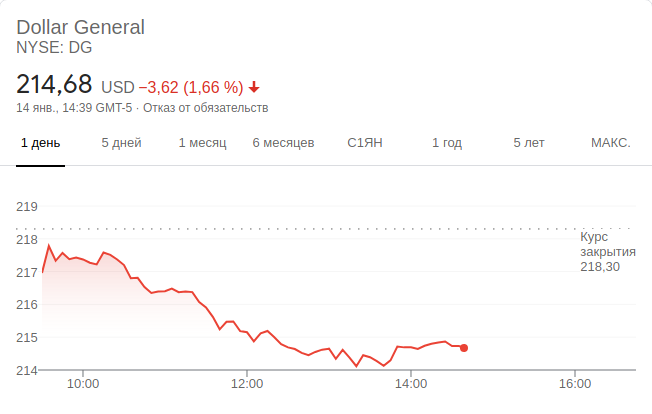 Dollar General
NYSE: DG
214,68 USD −3,62 (1,66 %)
14 янв., 14:39 GMT-5 · Отказ от обязательств
1 день 5 дней 1 месяц 6 месяцев С1ЯН 1 год 5 лет МАКС.
219
218
217
216
215
214
Курс
закрытия
218,30
10:00 12:00 14:00 16:00